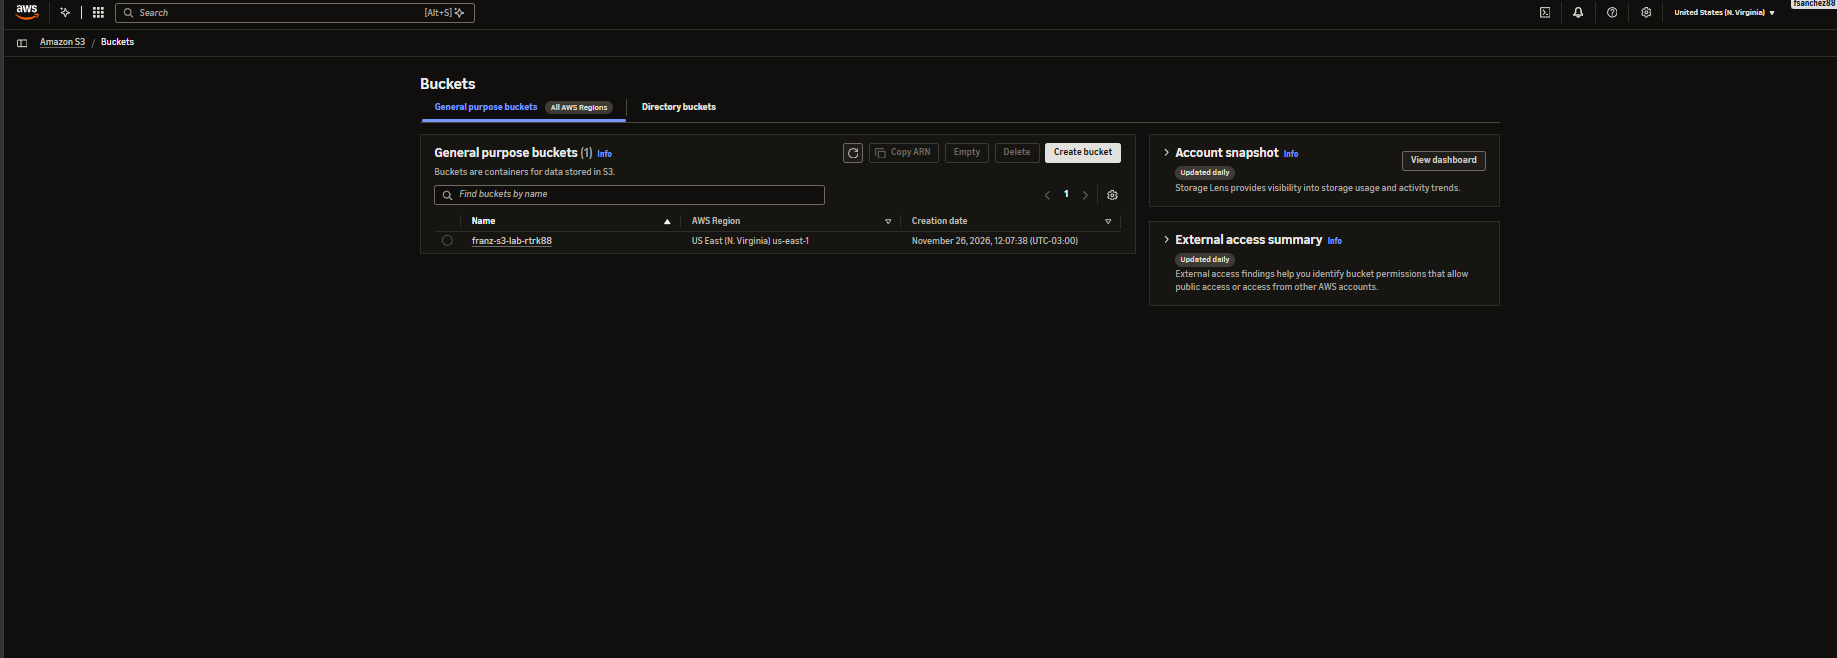 aws
Search [Alt+S]
United States (N. Virginia)
fsanchez88
Amazon S3 / Buckets
Buckets
General purpose buckets All AWS Regions Directory buckets
General purpose buckets (1) Info
Copy ARN Empty Delete Create bucket
Buckets are containers for data stored in S3.
Find buckets by name
1
Name AWS Region Creation date
franz-s3-lab-rtrk88 US East (N. Virginia) us-east-1 November 26, 2026, 12:07:38 (UTC-03:00)
Account snapshot Info
View dashboard
Updated daily
Storage Lens provides visibility into storage usage and activity trends.
External access summary Info
Updated daily
External access findings help you identify bucket permissions that allow
public access or access from other AWS accounts.